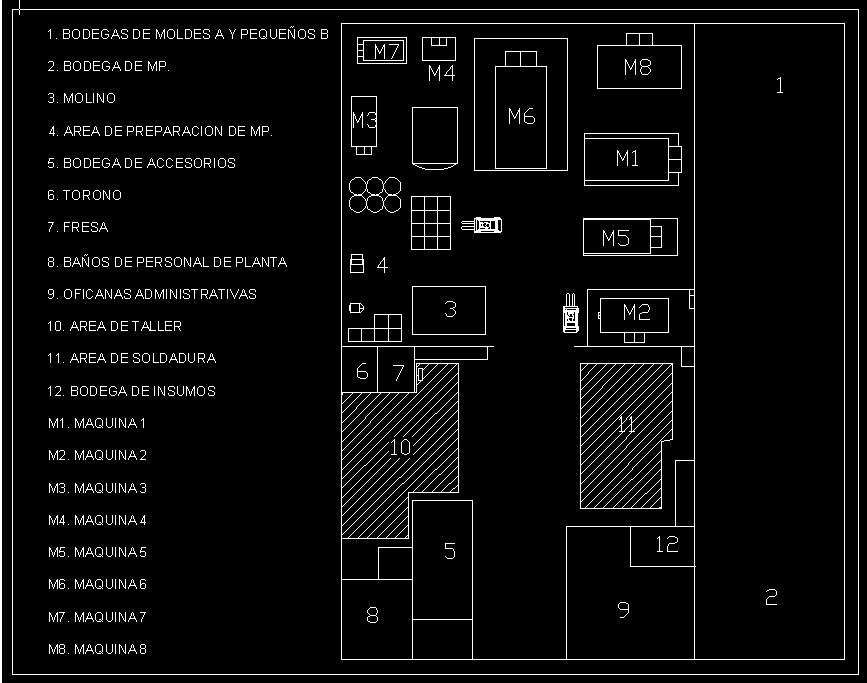 1. BODEGAS DE MOLDES A Y PEQUEÑOS B
2. BODEGA DE MP.
3. MOLINO
4. AREA DE PREPARACION DE MP.
5. BODEGA DE ACCESORIOS
6. TORONO
7. FRESA
8. BAÑOS DE PERSONAL DE PLANTA
9. OFICANAS ADMINISTRATIVAS
10. AREA DE TALLER
11. AREA DE SOLDADURA
12. BODEGA DE INSUMOS
M1. MAQUINA 1
M2. MAQUINA 2
M3. MAQUINA 3
M4. MAQUINA 4
M5. MAQUINA 5
M6. MAQUINA 6
M7. MAQUINA 7
M8. MAQUINA 8
M7
M4
M8
1
M3
M6
M1
M5
4
3
M2
6
7
10
11
5
12
8
9
2